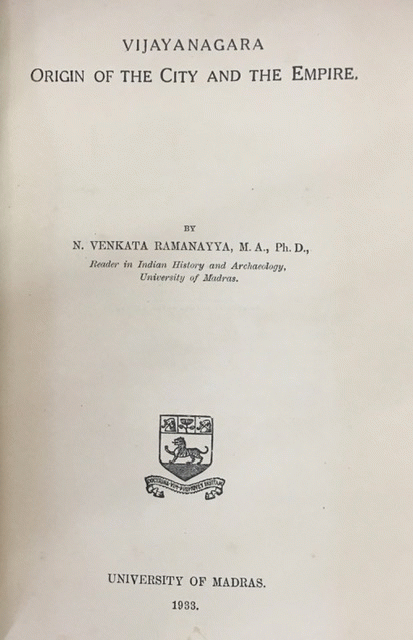 VIJAYANAGARA
ORIGIN OF THE CITY AND THE EMPIRE.
BY
N. VENKATA RAMANAYYA, M. A., Ph. D.,
Reader in Indian History and Archaeology,
University of Madras.
UNIVERSITY OF MADRAS.
1933.